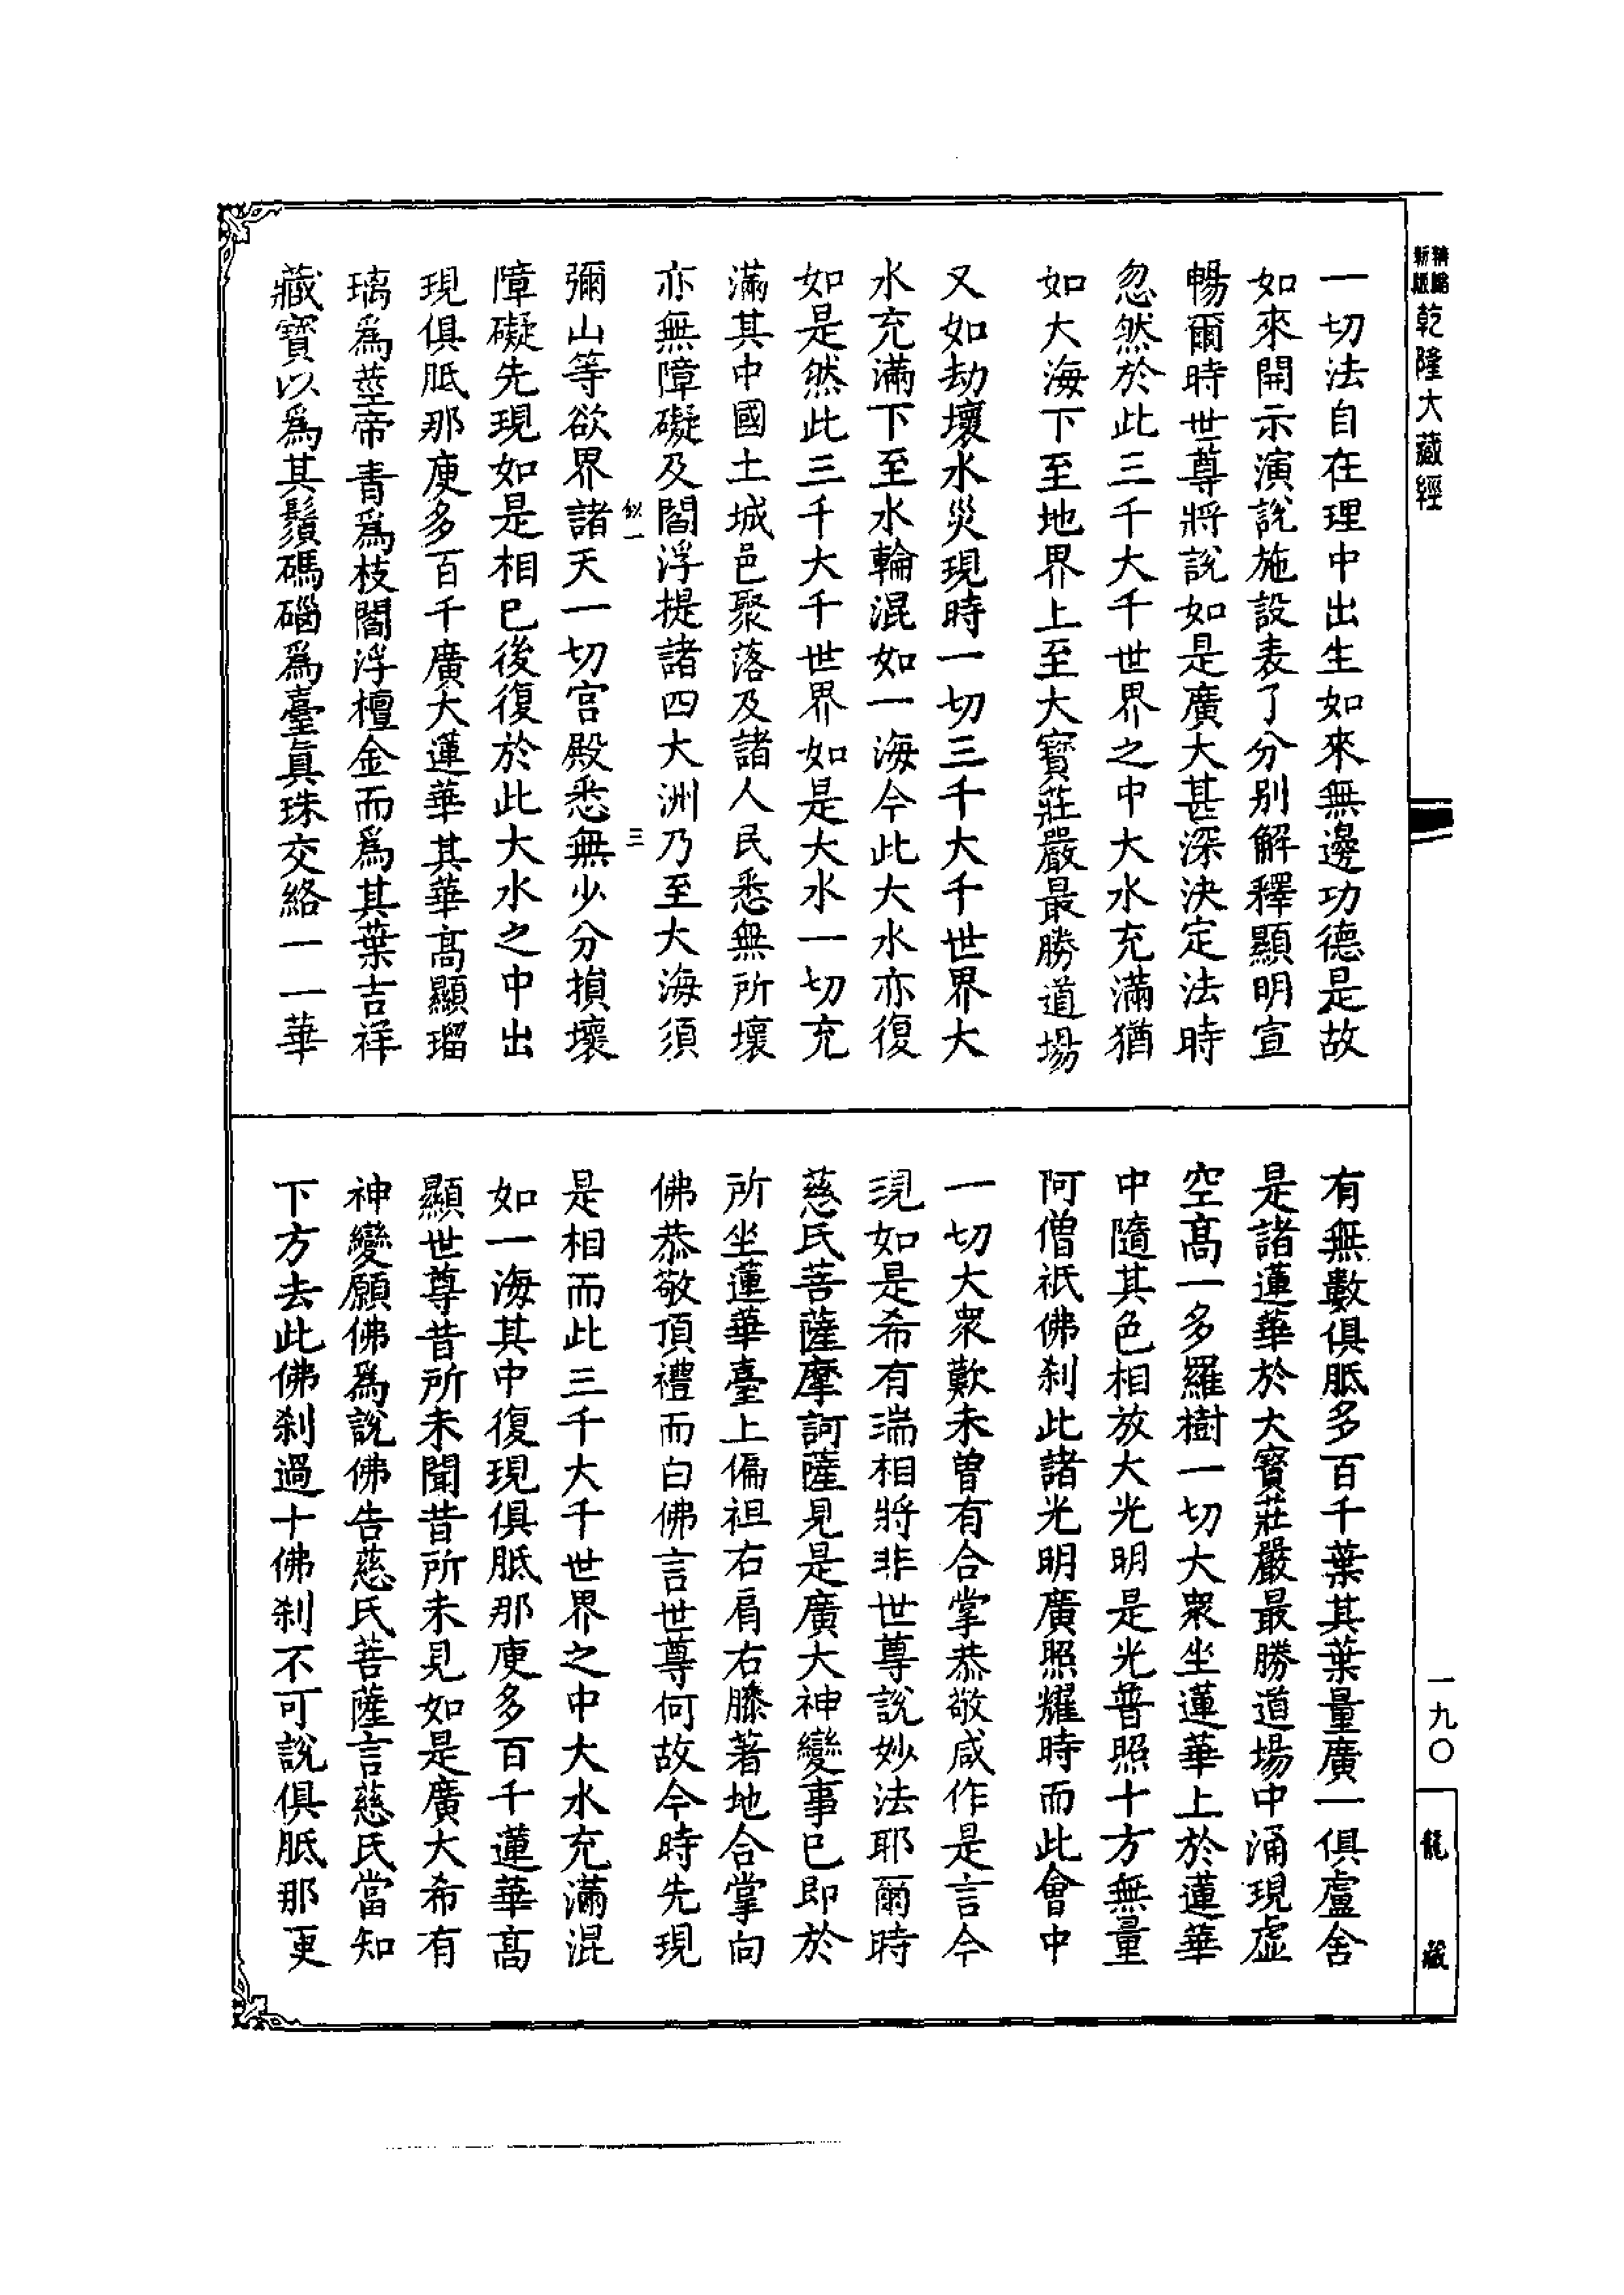 精縮
新版
乾隆大藏經
一切法自在理中出生如來無邊功德是故
如來開示演說施設表了分別解釋顯明宣
暢爾時世尊將說如是廣大甚深決定法時
忽然於此三千大千世界之中大水充滿猶
如大海下至地界上至大寶莊嚴最勝道場
又如劫壞水災現時一切三千大千世界大
水充滿下至水輪混如一海今此大水亦復
如是然此三千大千世界如是大水一切充
滿其中國土城邑聚落及諸人民悉無所壞
亦無障礙及閻浮提諸四大洲乃至大海須
三
彌山等欲界諸天一切宮殿悉無少分損壞
障礙先現如是相已後復於此大水之中出
現俱胝那庾多百千廣大蓮華其華高顯瑠
璃為莖帝青為枝閻浮檀金而為其葉吉祥
藏寶以為其鬚碼碯為臺真珠交絡一一華
有無數俱胝多百千葉其葉量廣一俱盧舍
是諸蓮華於大寶莊嚴最勝道場中涌現虛
空高一多羅樹一切大眾坐蓮華上於蓮華
中隨其色相放大光明是光普照十方無量
阿僧祇佛刹此諸光明廣照耀時而此會中
一切大眾歎未曾有合掌恭敬咸作是言今
現如是希有瑞相將非世尊說妙法耶爾時
慈氏菩薩摩訶薩見是廣大神變事已即於
所坐蓮華臺上偏袒右肩右膝著地合掌向
佛恭敬頂禮而白佛言世尊何故今時先現
是相而此三千大千世界之中大水充滿混
如一海其中復現俱胝那庾多百千蓮華高
顯世尊昔所未聞昔所未見如是廣大希有
神變願佛為說佛告慈氏菩薩言慈氏當知
下方去此佛刹過十佛刹不可說俱胝那更
一九〇
龍藏